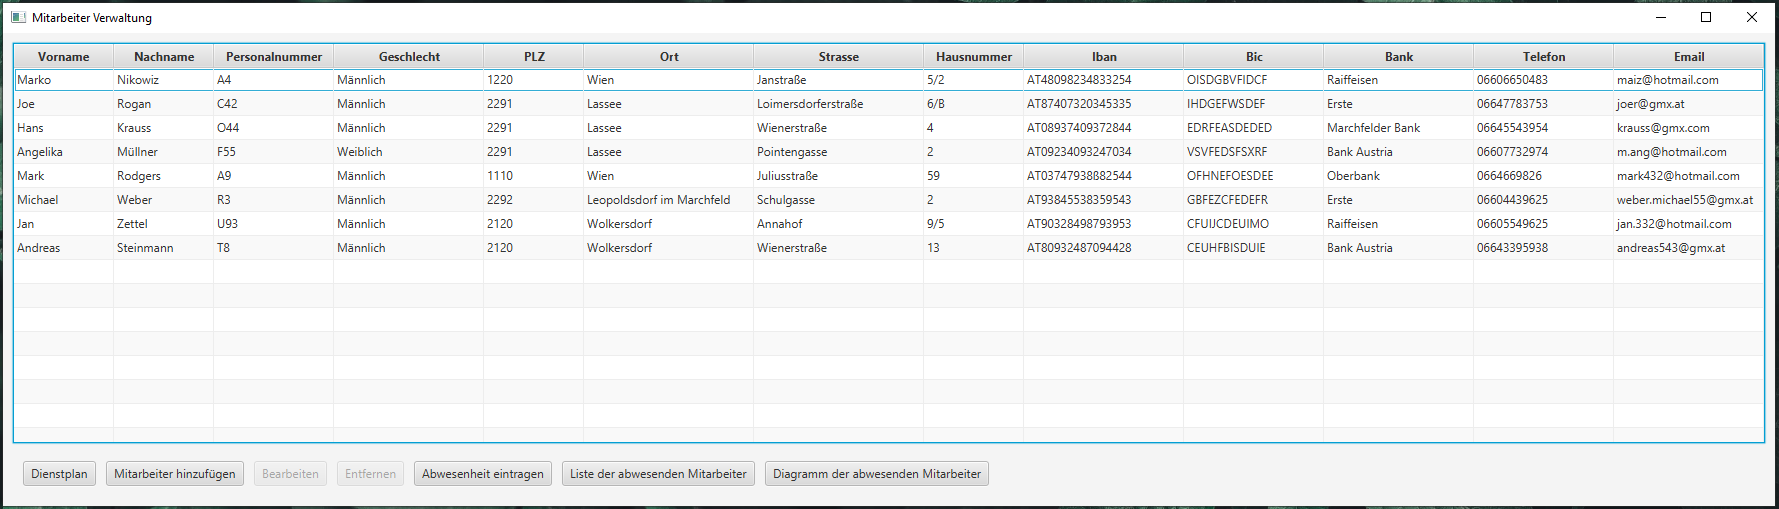 Mitarbeiter Verwaltung
Vorname Nachname Personalnummer Geschlecht PLZ Ort Strasse Hausnummer Iban Bic Bank Telefon Email
Marko Nikowiz A4 Männlich 1220 Wien Janstraße 5/2 AT48098234833254 OISDGBVFIDCF Raiffeisen 06606650483 maiz@hotmail.com
Joe Rogan C42 Männlich 2291 Lassee Loimersdorferstraße 6/B AT87407320345335 IHDGEFWSDEF Erste 06647783753 joer@gmx.at
Hans Krauss O44 Männlich 2291 Lassee Wienerstraße 4 AT08937409372844 EDRFEASDEDED Marchfelder Bank 06645543954 krauss@gmx.com
Angelika Müllner F55 Weiblich 2291 Lassee Pointengasse 2 AT09234093247034 VSVFEDSFSXRF Bank Austria 06607732974 m.ang@hotmail.com
Mark Rodgers A9 Männlich 1110 Wien Juliusstraße 59 AT03747938ß82544 OFHNEFOESDEE Oberbank 0664669826 mark432@hotmail.com
Michael Weber R3 Männlich 2292 Leopoldsdorf im Marchfeld Schulgasse 2 AT93845538359543 GBFEZCFEDEFR Erste 06604439625 weber.michael55@gmx.at
Jan Zettel U93 Männlich 2120 Wolkersdorf Annahof 9/5 AT90328498793953 CFUIJCDEUIMO Raiffeisen 06605549625 jan.332@hotmail.com
Andreas Steinmann T8 Männlich 2120 Wolkersdorf Wienerstraße 13 AT80932487094428 CEUHFBISDUIE Bank Austria 06643395938 andreas543@gmx.at
Dienstplan Mitarbeiter hinzufügen Bearbeiten Entfernen Abwesenheit eintragen Liste der abwesenden Mitarbeiter Diagramm der abwesenden Mitarbeiter